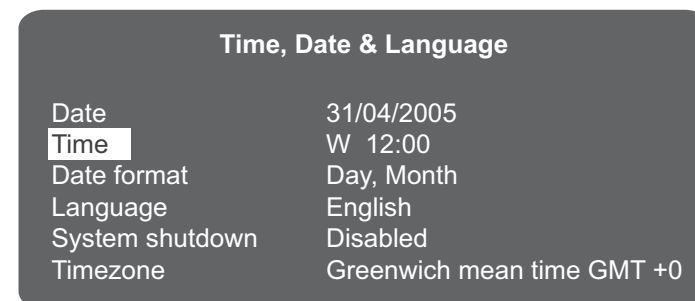 Time, Date & Language
Date 31/04/2005
Time W 12:00
Date format Day, Month
Language English
System shutdown Disabled
Timezone Greenwich mean time GMT +0